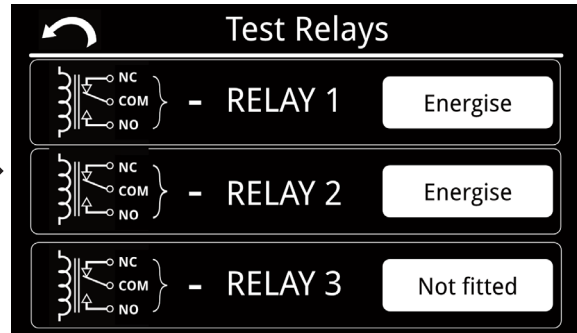 Test Relays
NC
COM
NO
- RELAY 1
Energise
NC
COM
NO
- RELAY 2
Energise
NC
COM
NO
- RELAY 3
Not fitted